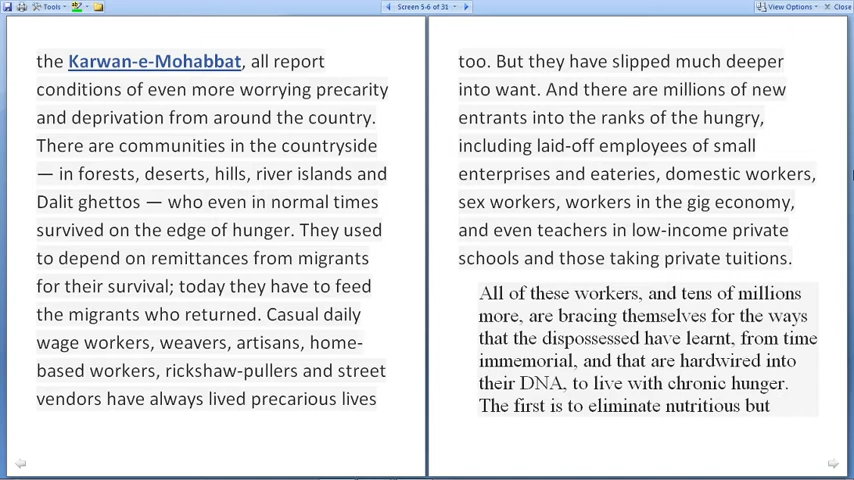 Tools
Screen 5-6 of 31
View Options
Close
the Karwan-e-Mohabbat, all report
conditions of even more worrying precarity
and deprivation from around the country.
There are communities in the countryside
— in forests, deserts, hills, river islands and
Dalit ghettos — who even in normal times
survived on the edge of hunger. They used
to depend on remittances from migrants
for their survival; today they have to feed
the migrants who returned. Casual daily
wage workers, weavers, artisans, home-
based workers, rickshaw-pullers and street
vendors have always lived precarious lives
too. But they have slipped much deeper
into want. And there are millions of new
entrants into the ranks of the hungry,
including laid-off employees of small
enterprises and eateries, domestic workers,
sex workers, workers in the gig economy,
and even teachers in low-income private
schools and those taking private tuitions.
All of these workers, and tens of millions
more, are bracing themselves for the ways
that the dispossessed have learnt, from time
immemorial, and that are hardwired into
their DNA, to live with chronic hunger.
The first is to eliminate nutritious but